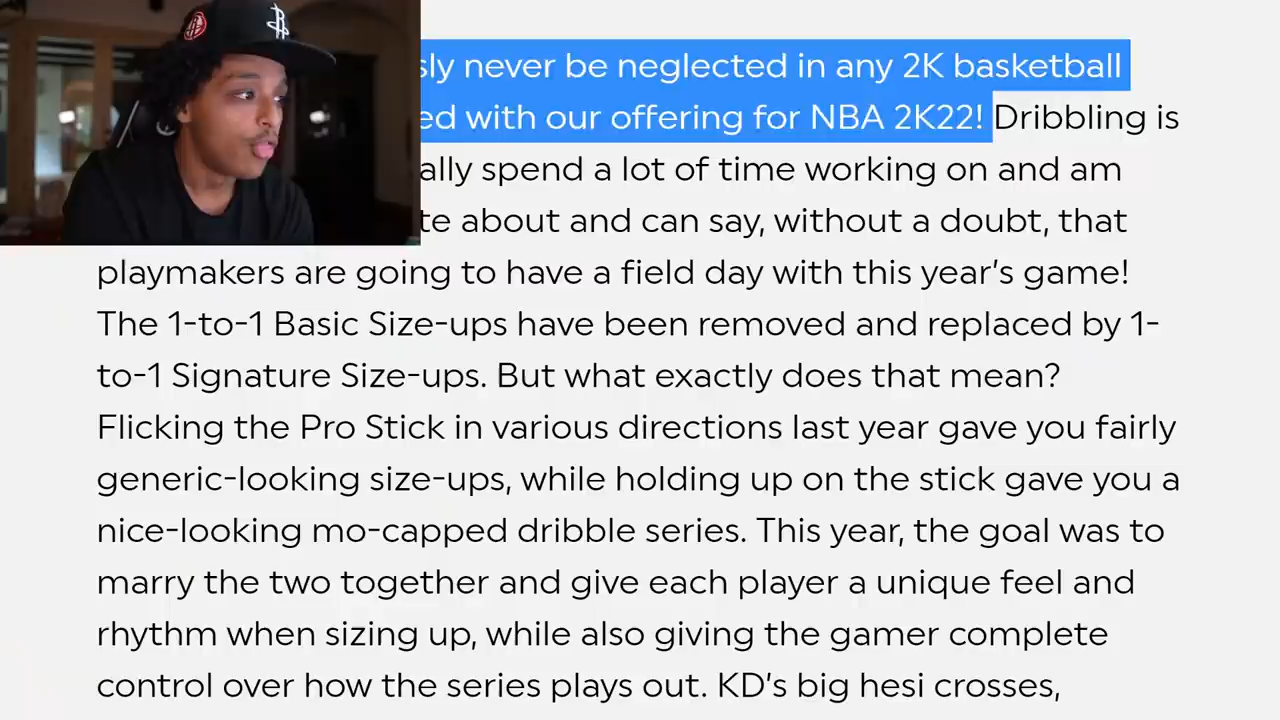 never be neglected in any 2K basketball
with our offering for NBA 2K22! Dribbling is
spend a lot of time working on and am
about and can say, without a doubt, that
playmakers are going to have a field day with this year's game!
The 1-to-1 Basic Size-ups have been removed and replaced by 1-
to-1 Signature Size-ups. But what exactly does that mean?
Flicking the Pro Stick in various directions last year gave you fairly
generic-looking size-ups, while holding up on the stick gave you a
nice-looking mo-capped dribble series. This year, the goal was to
marry the two together and give each player a unique feel and
rhythm when sizing up, while also giving the gamer complete
control over how the series plays out. KD's big hesi crosses,